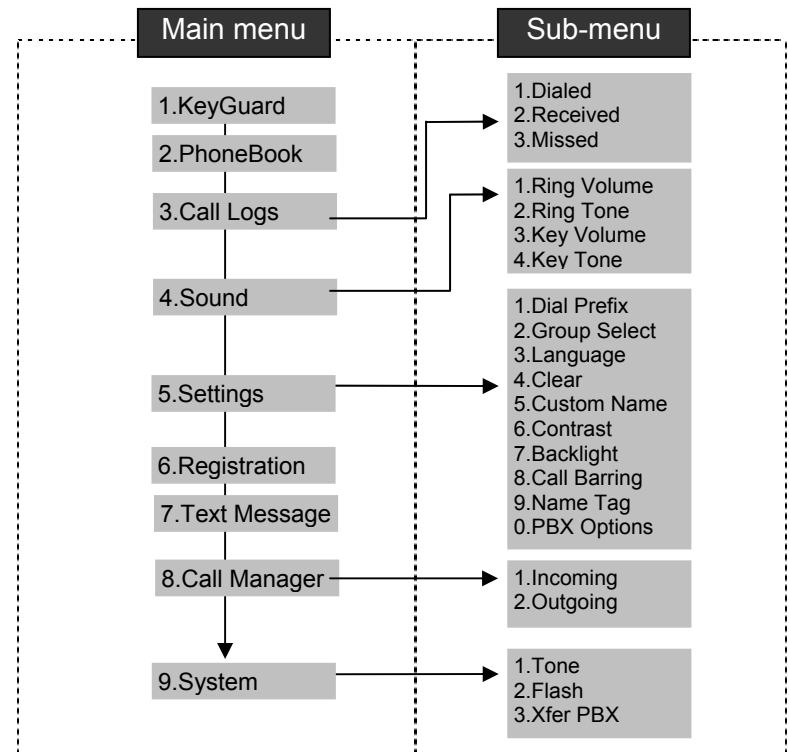 Main menu
Sub-menu
1.KeyGuard
2.PhoneBook
3.Call Logs
4.Sound
5.Settings
6.Registration
7.Text Message
8.Call Manager
9.System
1.Dialed
2.Received
3.Missed
1.Ring Volume
2.Ring Tone
3.Key Volume
4.Key Tone
1.Dial Prefix
2.Group Select
3.Language
4.Clear
5.Custom Name
6.Contrast
7.Backlight
8.Call Barring
9.Name Tag
0.PBX Options
1.Incoming
2.Outgoing
1.Tone
2.Flash
3.Xfer PBX